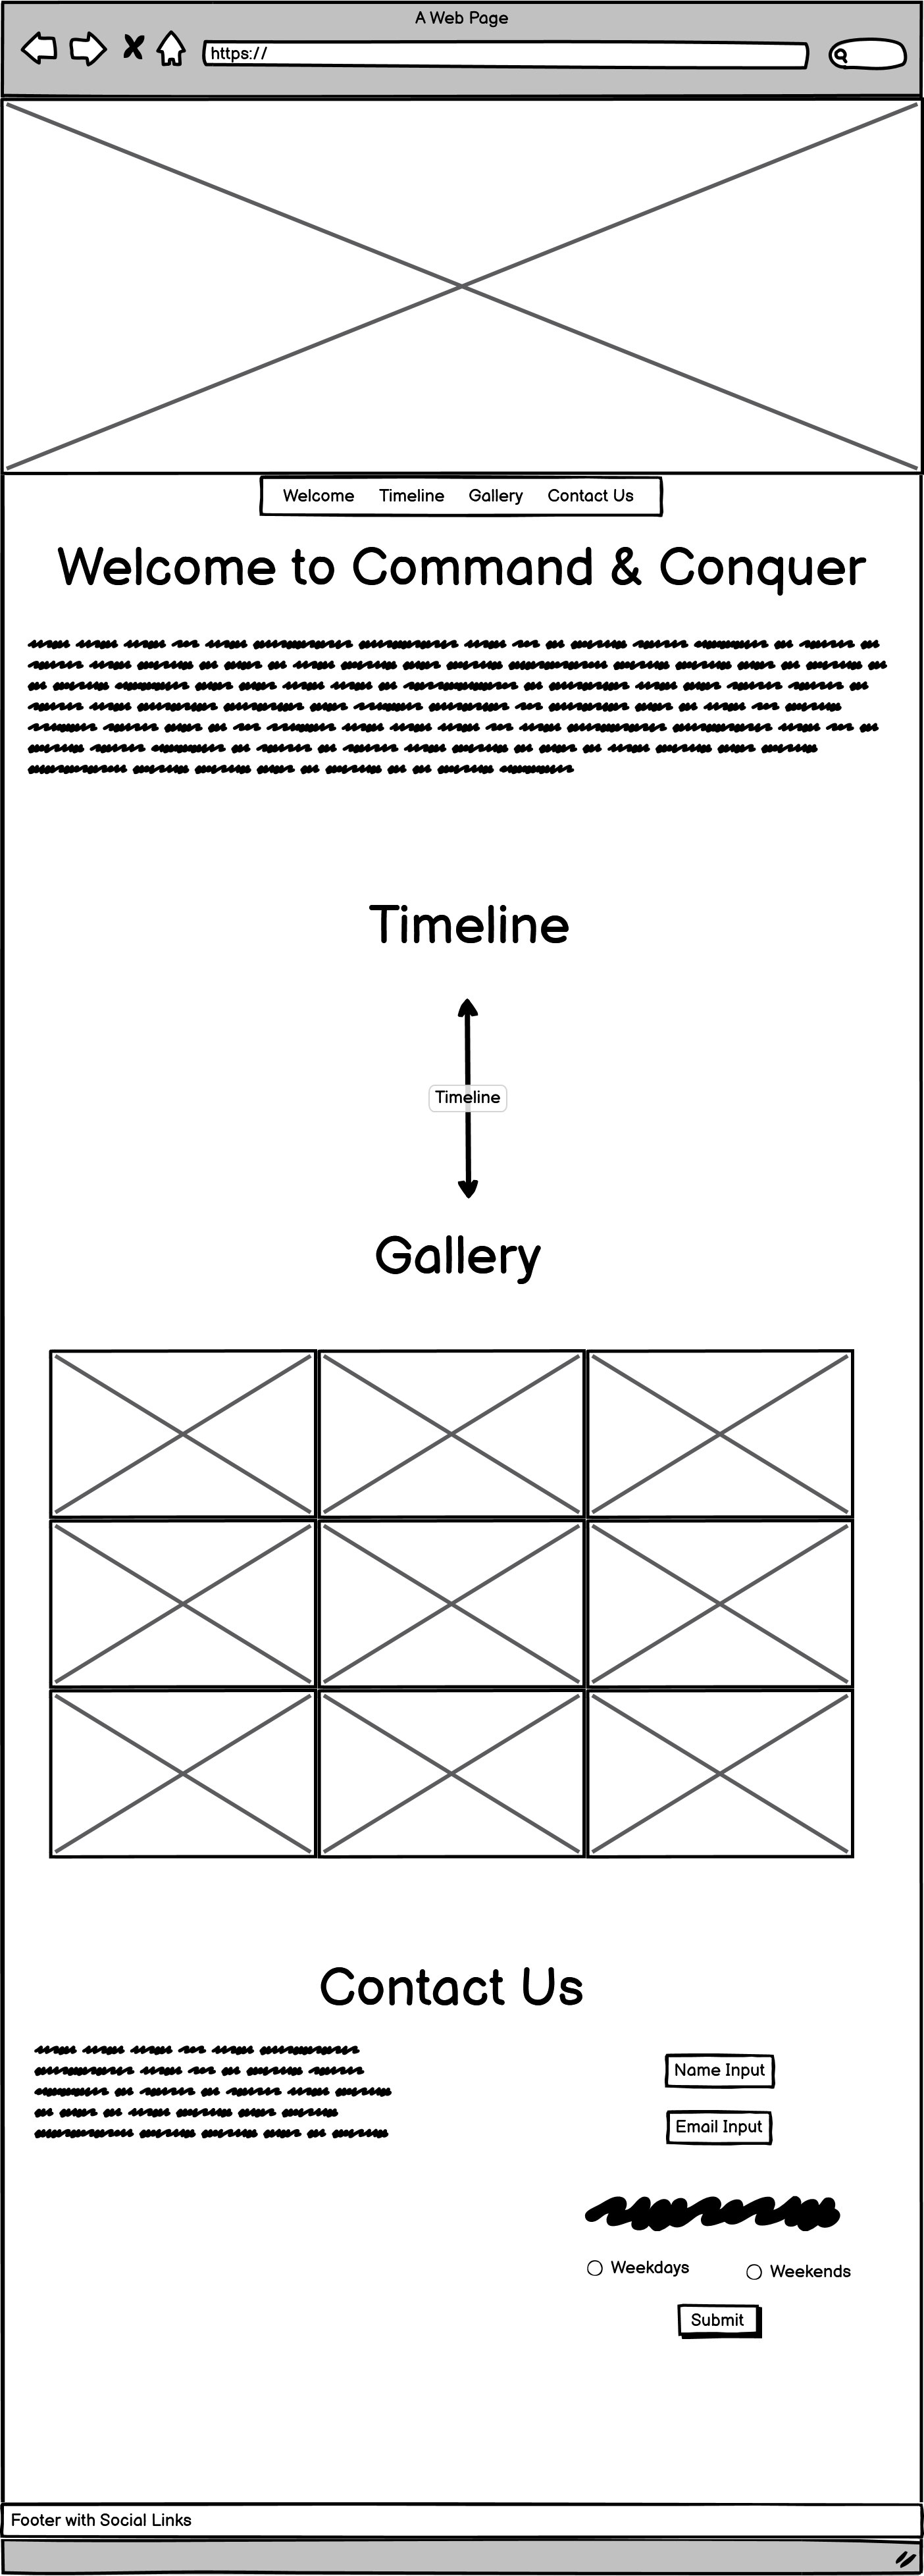 A Web Page
https://
Welcome Timeline Gallery Contact Us
Welcome to Command & Conquer
Timeline
Timeline
Gallery
Contact Us
Name Input
Email Input
Weekdays Weekends
Submit
Footer with Social Links